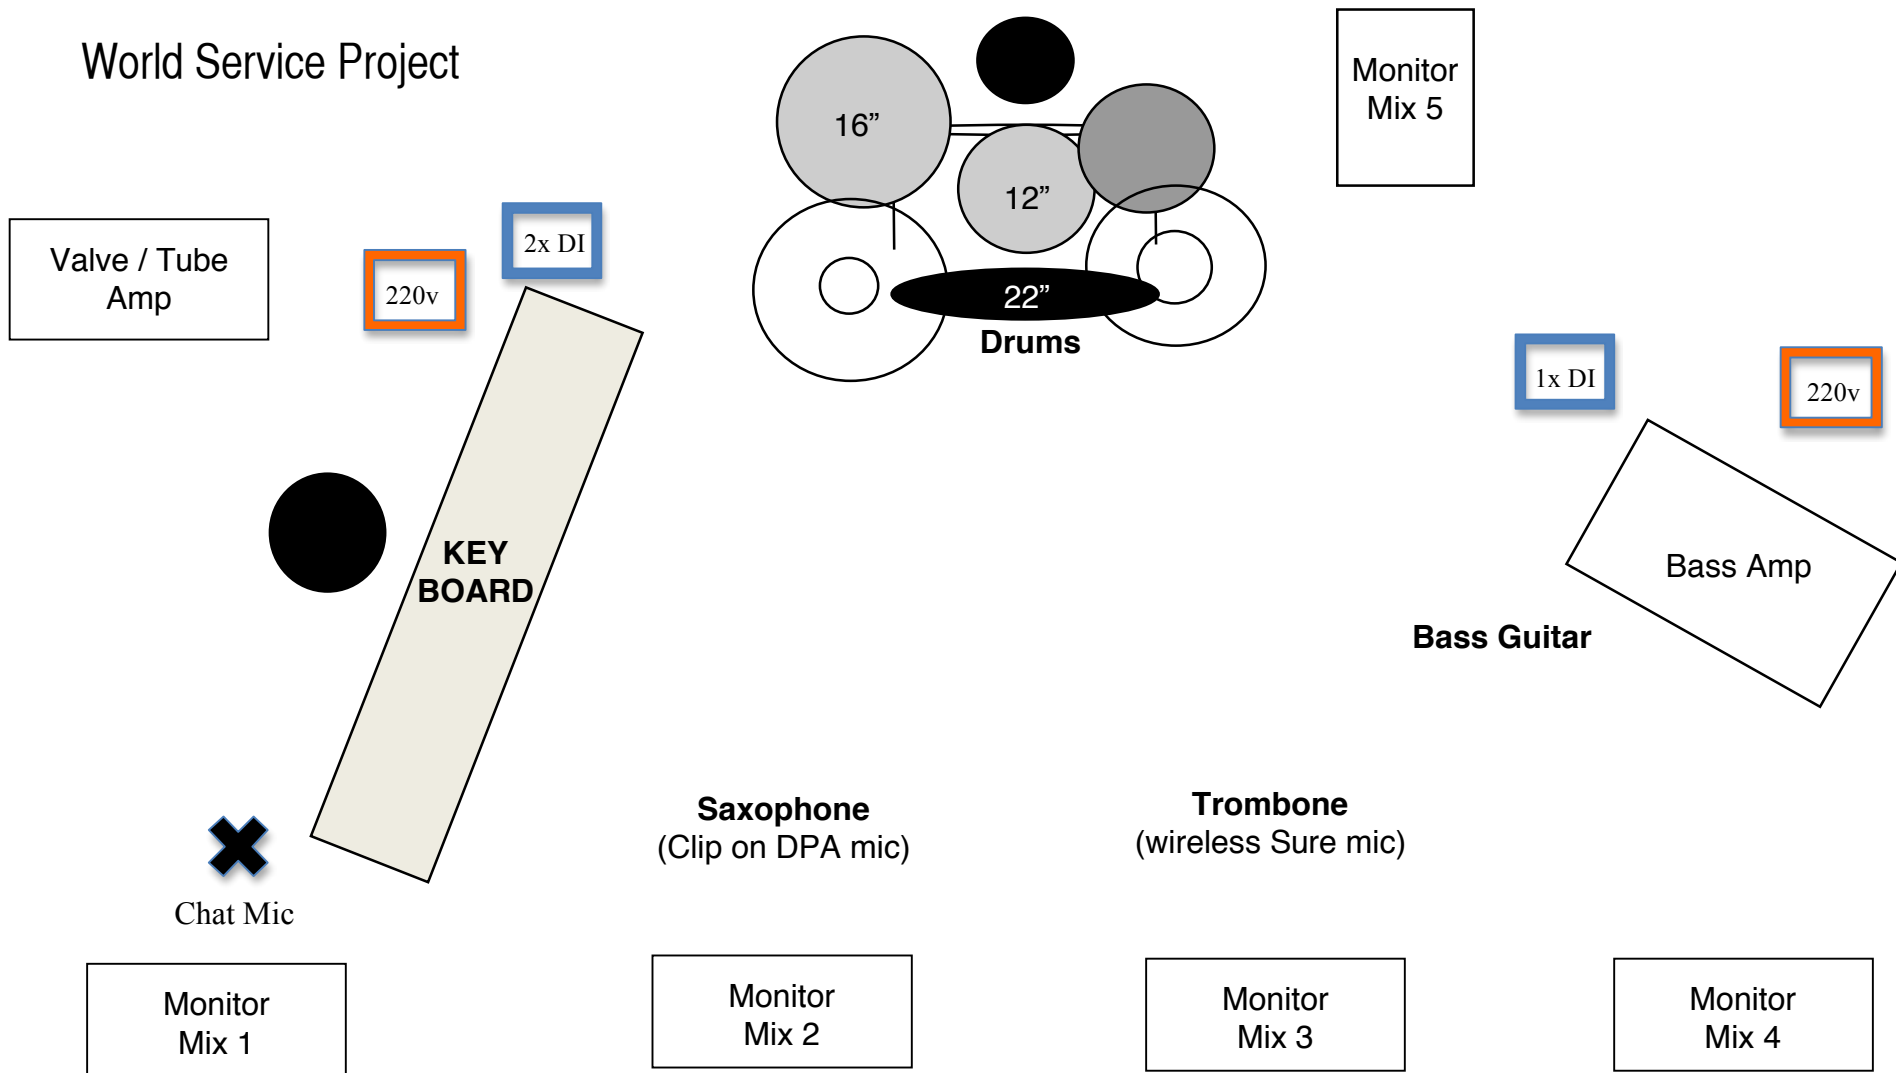 World Service Project
16”
12”
22”
Drums
Monitor
Mix 5
Valve / Tube
Amp
220v
2x DI
1x DI
220v
KEY
BOARD
Bass Amp
Bass Guitar
Saxophone
(Clip on DPA mic)
Trombone
(wireless Sure mic)
Chat Mic
Monitor
Mix 1
Monitor
Mix 2
Monitor
Mix 3
Monitor
Mix 4